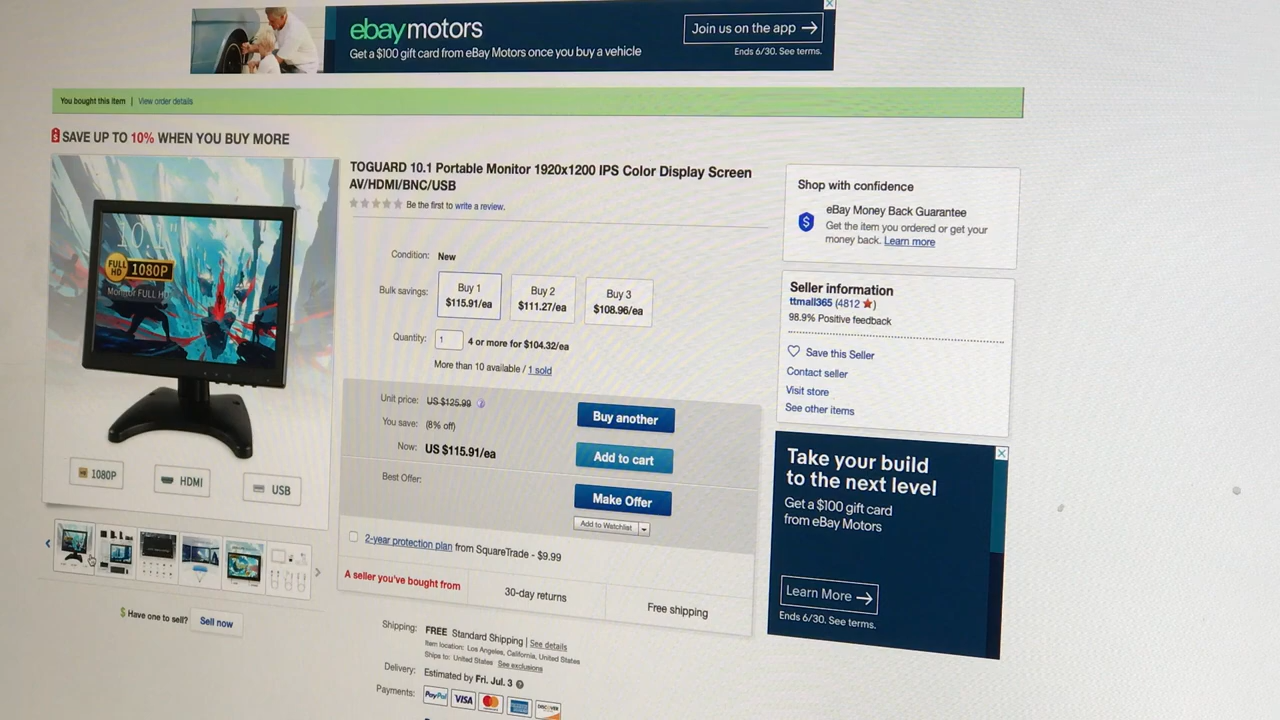 ebaymotors
Get a $100 gift card from eBay Motors once you buy a vehicle
Join us on the app →
Ends 6/30. See terms.
You bought this item | View order details
SAVE UP TO 10% WHEN YOU BUY MORE
10.1"
FULL HD 1080P
Monitor FULL HD
1080P
HDMI
USB
Have one to sell? Sell now
TOGUARD 10.1 Portable Monitor 1920x1200 IPS Color Display Screen
AV/HDMI/BNC/USB
Be the first to write a review.
Condition: New
Bulk savings:
Buy 1
$115.91/ea
Buy 2
$111.27/ea
Buy 3
$108.96/ea
Quantity: 1 4 or more for $104.32/ea
More than 10 available / 1 sold
Unit price: US $125.99
You save: (8% off)
Now: US $115.91/ea
Best Offer:
Buy another
Add to cart
Make Offer
Add to Watchlist
2-year protection plan from SquareTrade - $9.99
A seller you've bought from
30-day returns
Free shipping
Shipping: FREE Standard Shipping | See details
Item location: Los Angeles, California, United States
Ships to: United States See exclusions
Delivery: Estimated by Fri. Jul. 3
Payments: PayPal VISA DISCOVER
Shop with confidence
eBay Money Back Guarantee
Get the item you ordered or get your
money back. Learn more
Seller information
ttmall365 (4812 ★)
98.9% Positive feedback
Save this Seller
Contact seller
Visit store
See other items
Take your build
to the next level
Get a $100 gift card
from eBay Motors
Learn More →
Ends 6/30. See terms.